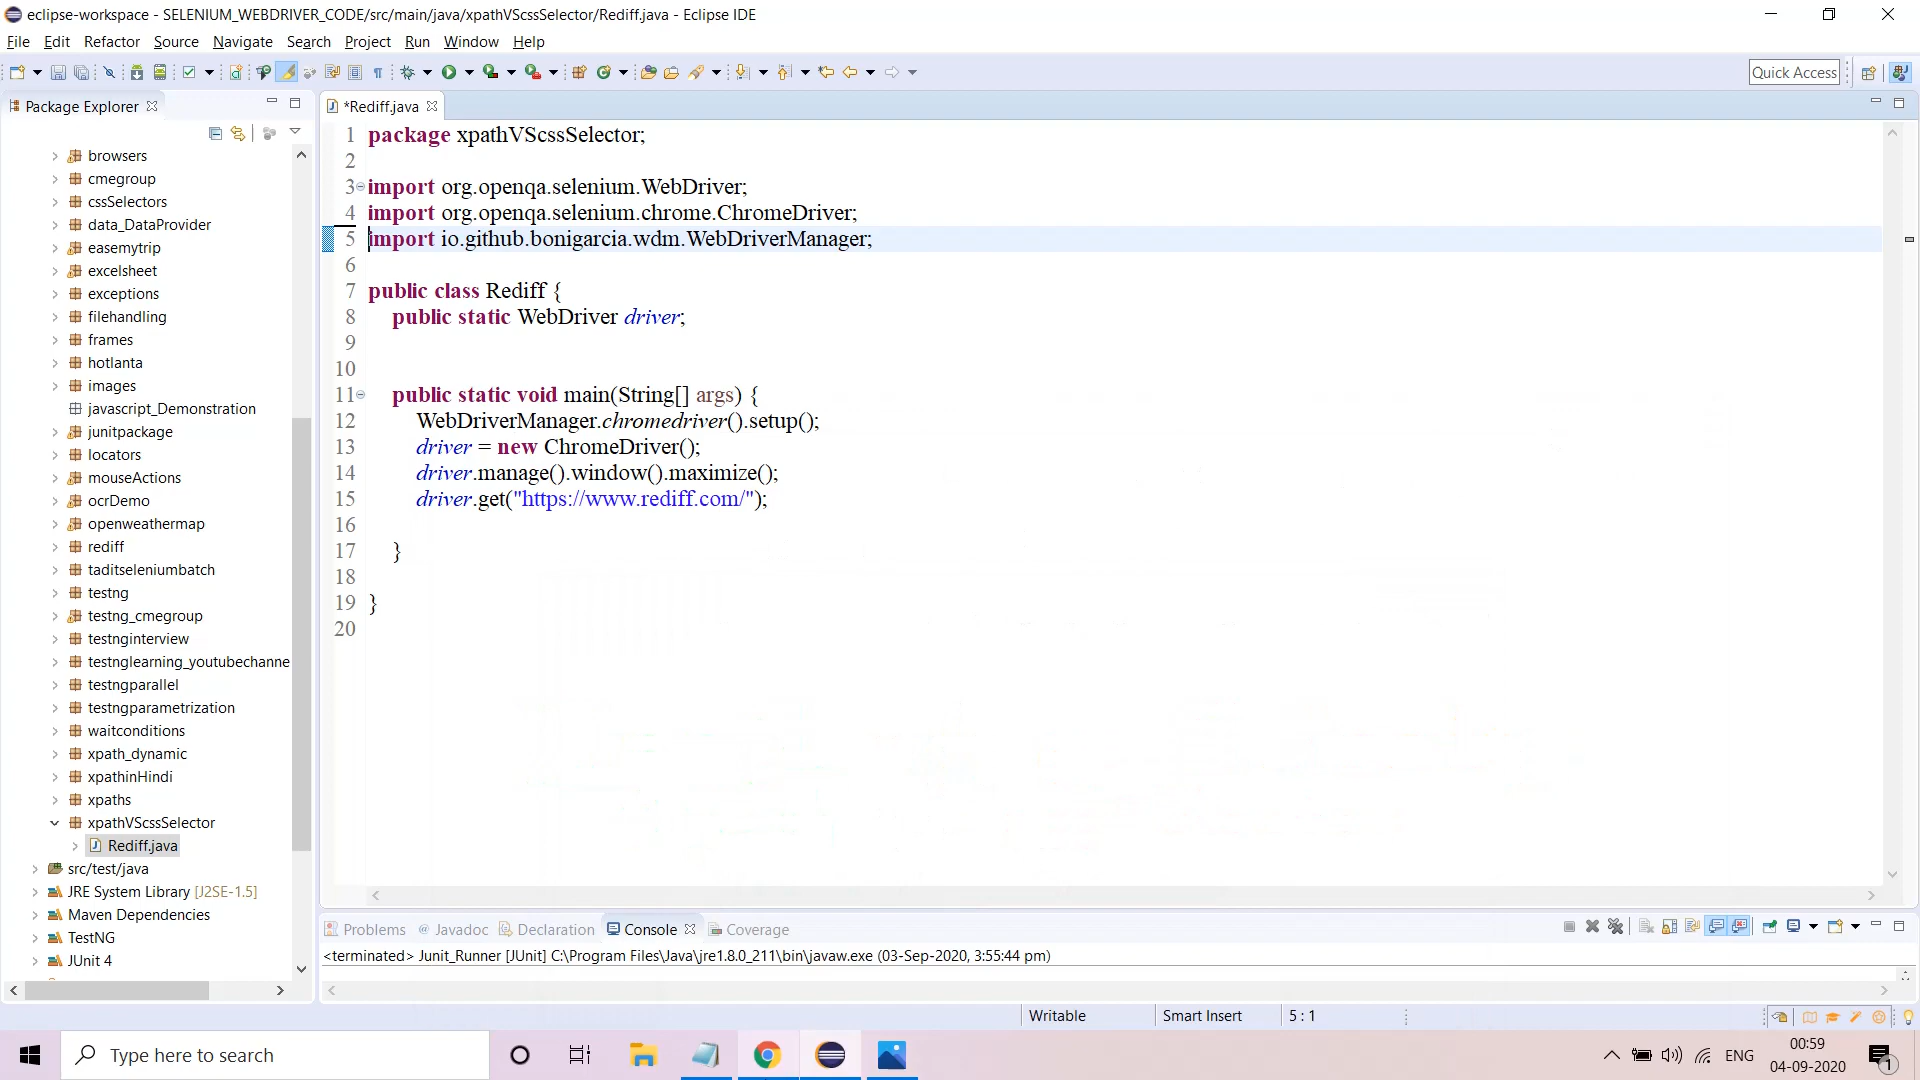 eclipse-workspace - SELENIUM_WEBDRIVER_CODE/src/main/java/xpathVScssSelector/Rediff.java - Eclipse IDE
File Edit Refactor Source Navigate Search Project Run Window Help
Quick Access
Package Explorer
browsers
cmegroup
cssSelectors
data_DataProvider
easemytrip
excelsheet
exceptions
filehandling
frames
hotlanta
images
javascript_Demonstration
junitpackage
locators
mouseActions
ocrDemo
openweathermap
rediff
taditseleniumbatch
testng
testng_cmegroup
testnginterview
testnglearning_youtubechanne
testngparallel
testngparametrization
waitconditions
xpath_dynamic
xpathinHindi
xpaths
xpathVScssSelector
Rediff.java
src/test/java
JRE System Library [J2SE-1.5]
Maven Dependencies
TestNG
JUnit 4
*Rediff.java
1 package xpathVScssSelector;
2
3 import org.openqa.selenium.WebDriver;
4 import org.openqa.selenium.chrome.ChromeDriver;
5 import io.github.bonigarcia.wdm.WebDriverManager;
6
7 public class Rediff {
8 public static WebDriver driver;
9
10
11 public static void main(String[] args) {
12 WebDriverManager.chromedriver().setup();
13 driver = new ChromeDriver();
14 driver.manage().window().maximize();
15 driver.get("https://www.rediff.com/");
16
17 }
18
19 }
20
Problems @ Javadoc Declaration Console Coverage
<terminated> Junit_Runner [JUnit] C:\Program Files\Java\jre1.8.0_211\bin\javaw.exe (03-Sep-2020, 3:55:44 pm)
Writable Smart Insert 5 : 1
Type here to search
ENG
00:59
04-09-2020
1